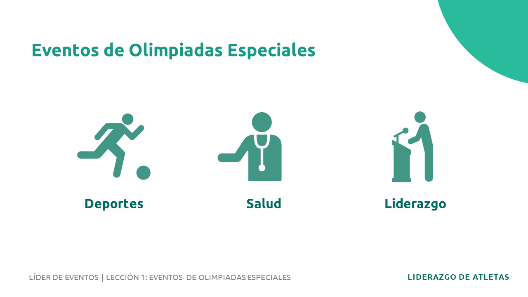 Eventos de Olimpiadas Especiales
Deportes
Salud
Liderazgo
LÍDER DE EVENTOS | LECCIÓN 1: EVENTOS DE OLIMPIADAS ESPECIALES
LIDERAZGO DE ATLETAS